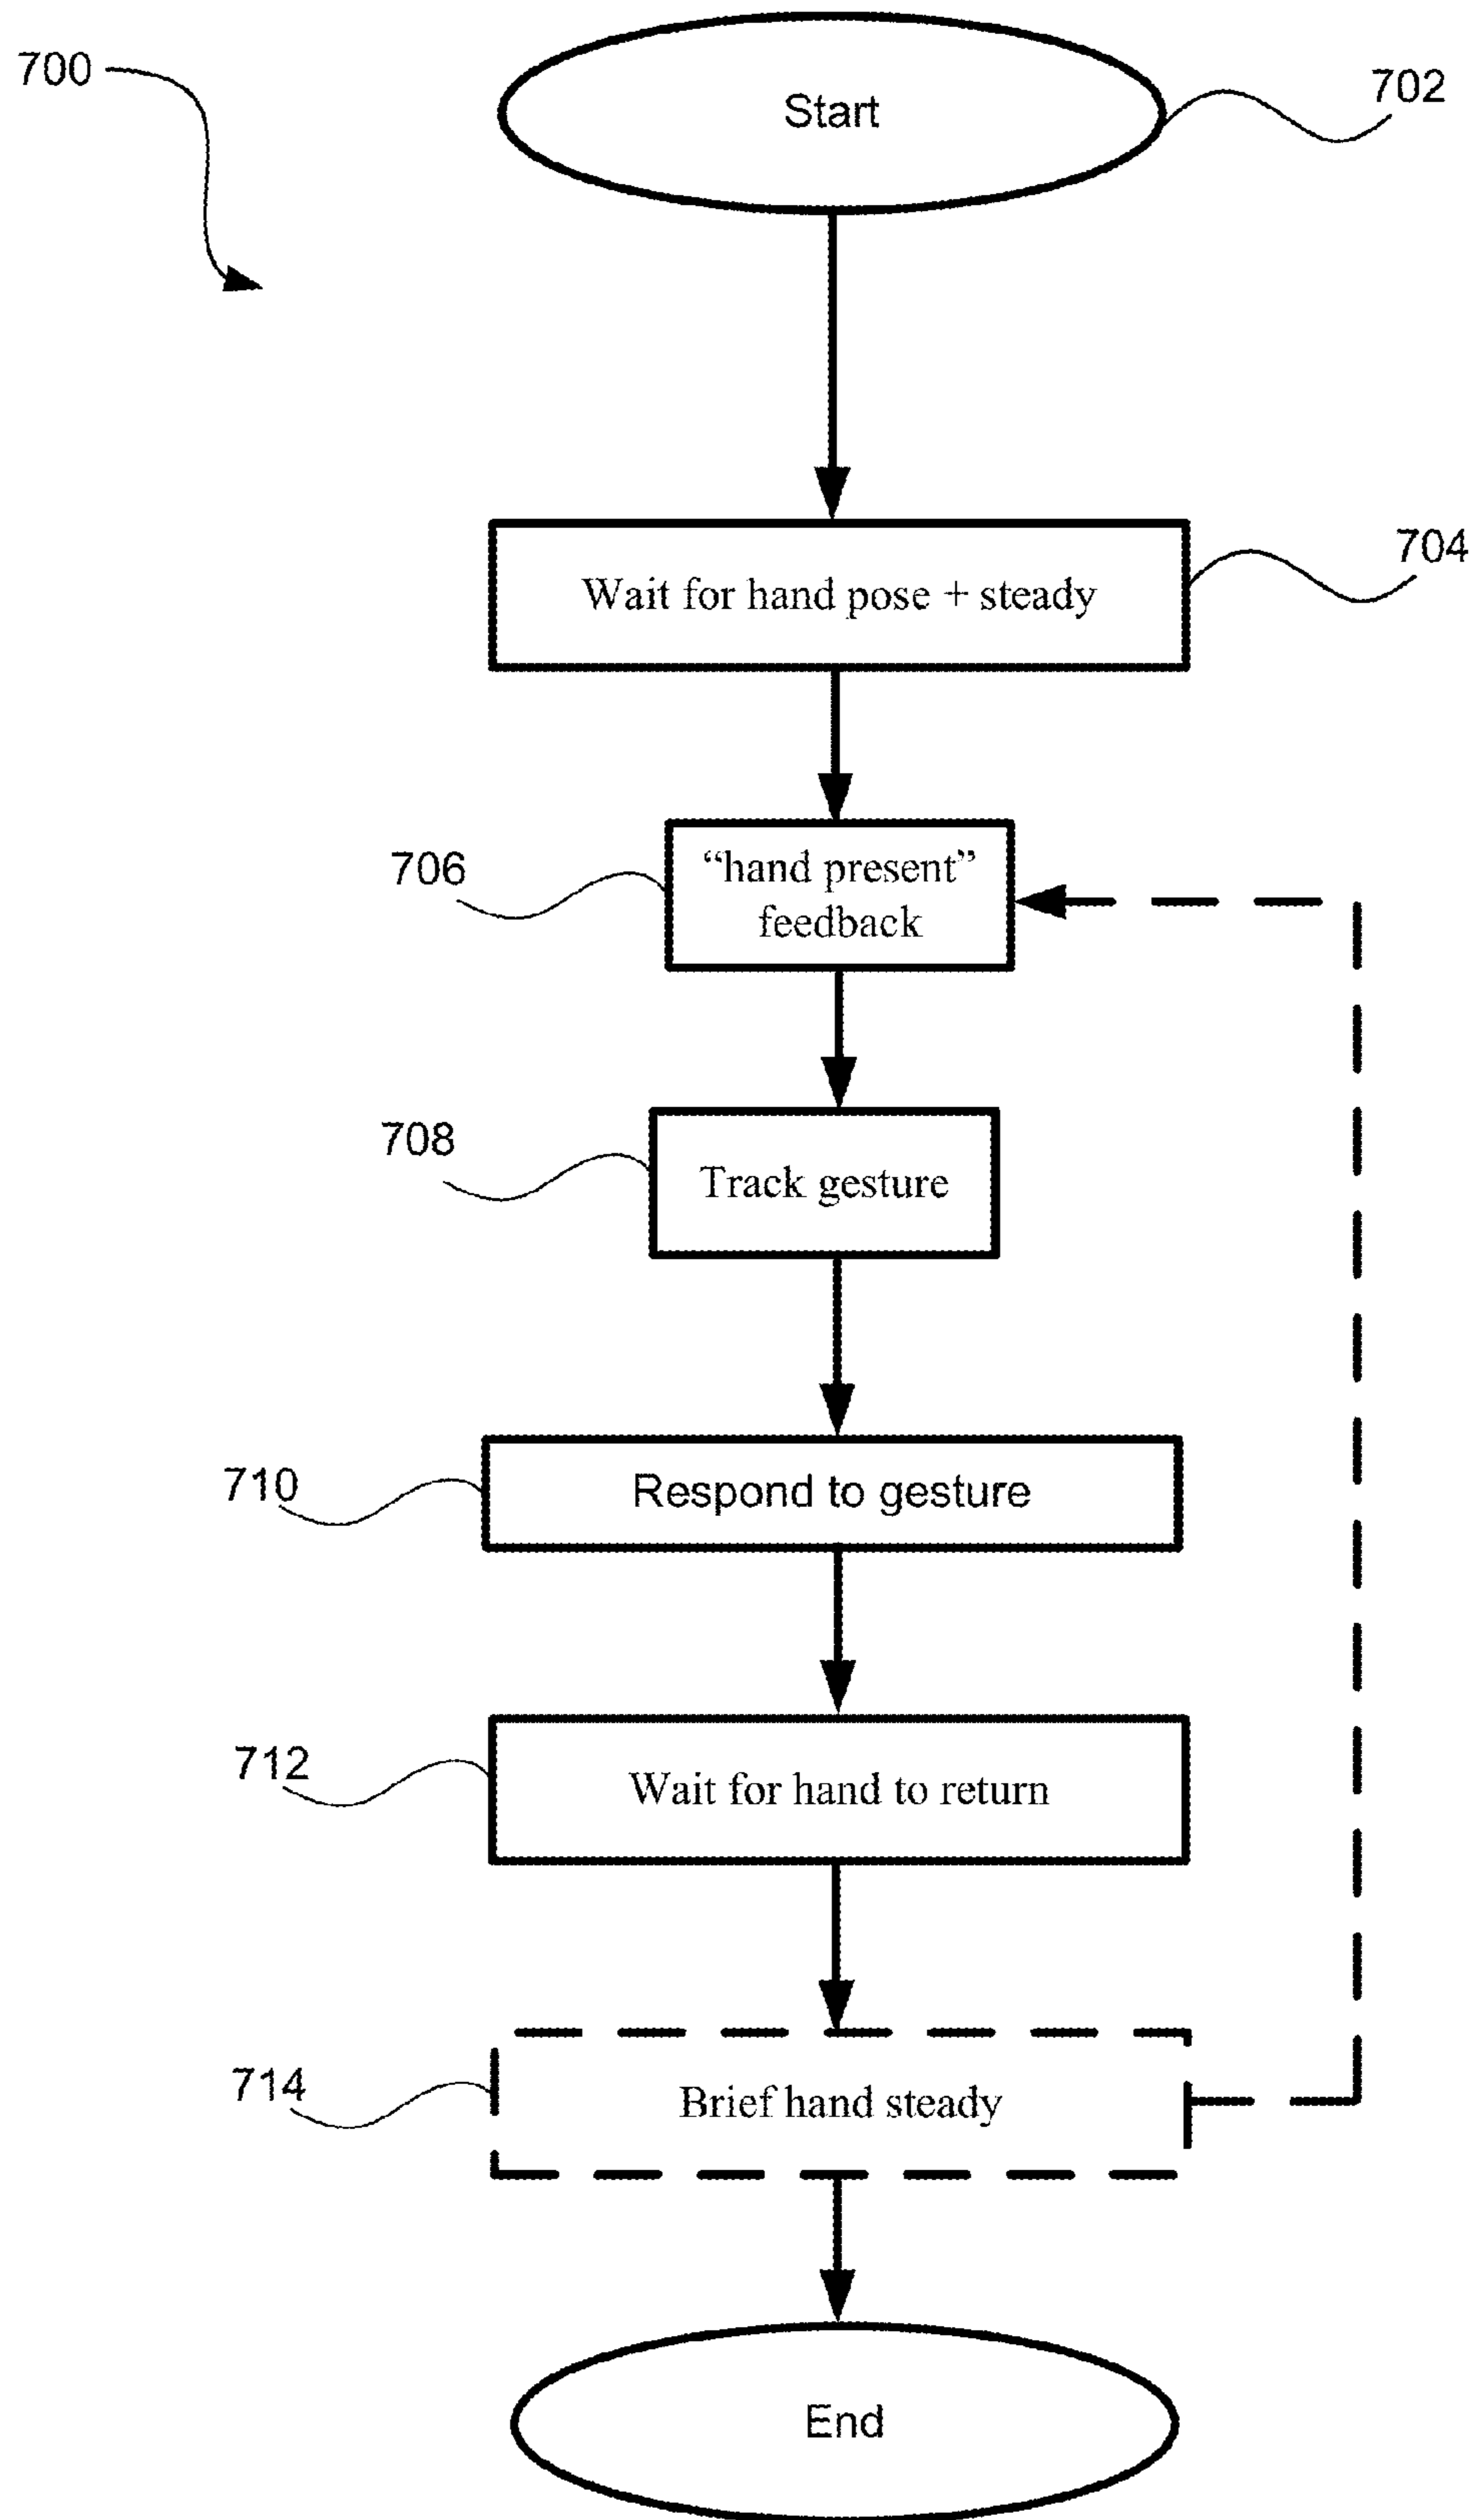 700
Start
702
Wait for hand pose + steady
704
706
“hand present”
feedback
708
Track gesture
710
Respond to gesture
712
Wait for hand to return
714
Brief hand steady
End